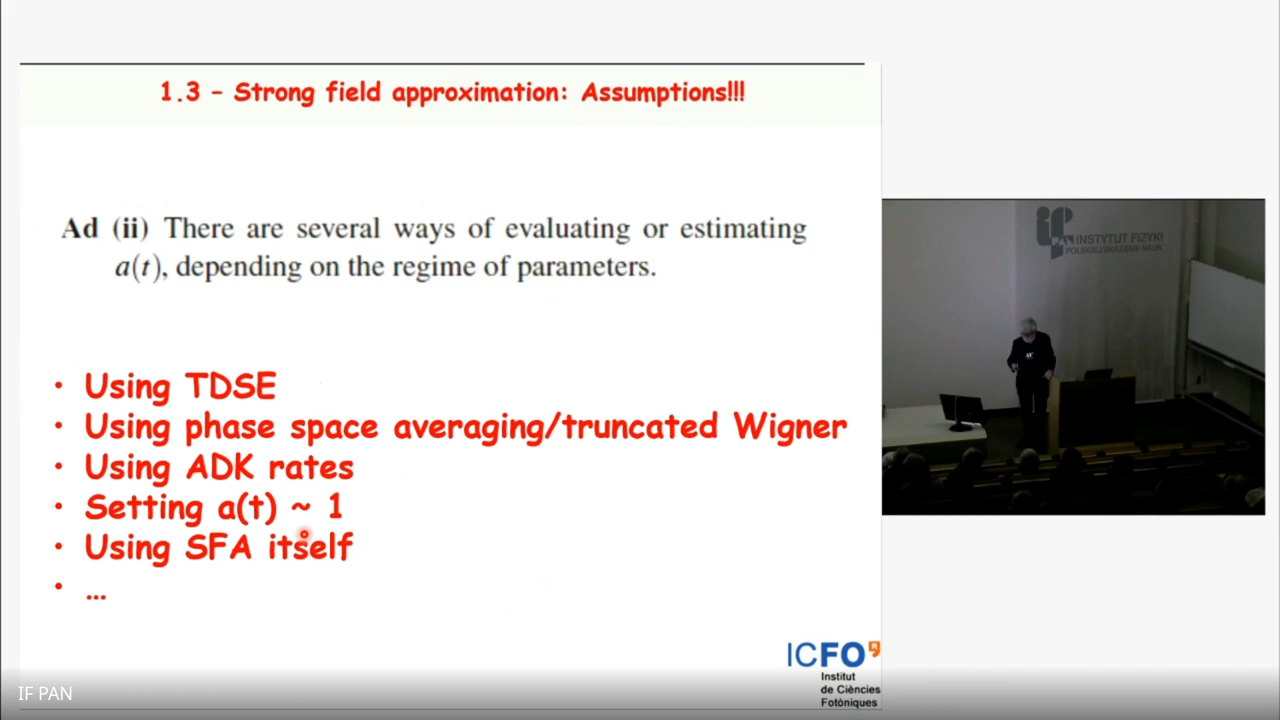 1.3 – Strong field approximation: Assumptions!!!
Ad (ii) There are several ways of evaluating or estimating
a(t), depending on the regime of parameters.
• Using TDSE
• Using phase space averaging/truncated Wigner
• Using ADK rates
• Setting a(t) ~ 1
• Using SFA itself
• ...
ICFO
Institut
de Ciències
Fotòniques
INSTYTUT FIZYKI
POLSKIEJ AKADEMII NAUK
IF PAN